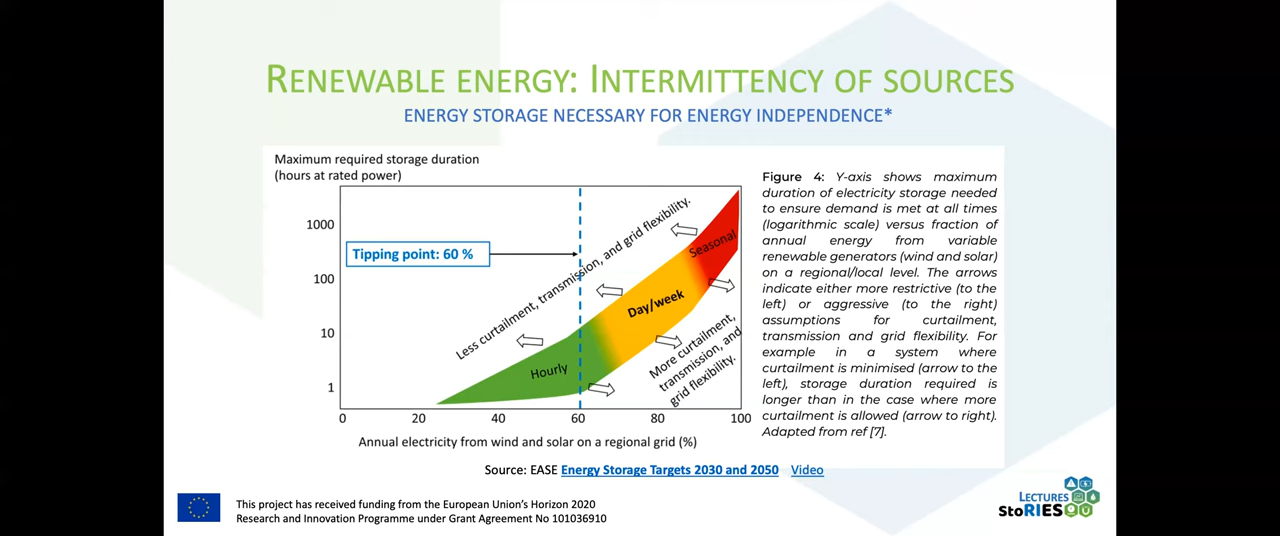 RENEWABLE ENERGY: INTERMITTENCY OF SOURCES
ENERGY STORAGE NECESSARY FOR ENERGY INDEPENDENCE*
Maximum required storage duration
(hours at rated power)
1000
100
10
1
0 20 40 60 80 100
Tipping point: 60 %
Less curtailment, transmission, and grid flexibility.
Seasonal
Day/week
Hourly
More curtailment,
transmission, and
grid flexibility.
Annual electricity from wind and solar on a regional grid (%)
Figure 4: Y-axis shows maximum
duration of electricity storage needed
to ensure demand is met at all times
(logarithmic scale) versus fraction of
annual energy from variable
renewable generators (wind and solar)
on a regional/local level. The arrows
indicate either more restrictive (to the
left) or aggressive (to the right)
assumptions for curtailment,
transmission and grid flexibility. For
example in a system where
curtailment is minimised (arrow to the
left), storage duration required is
longer than in the case where more
curtailment is allowed (arrow to right).
Adapted from ref [7].
Source: EASE Energy Storage Targets 2030 and 2050 Video
This project has received funding from the European Union's Horizon 2020
Research and Innovation Programme under Grant Agreement No 101036910
LECTURES
StoRIES